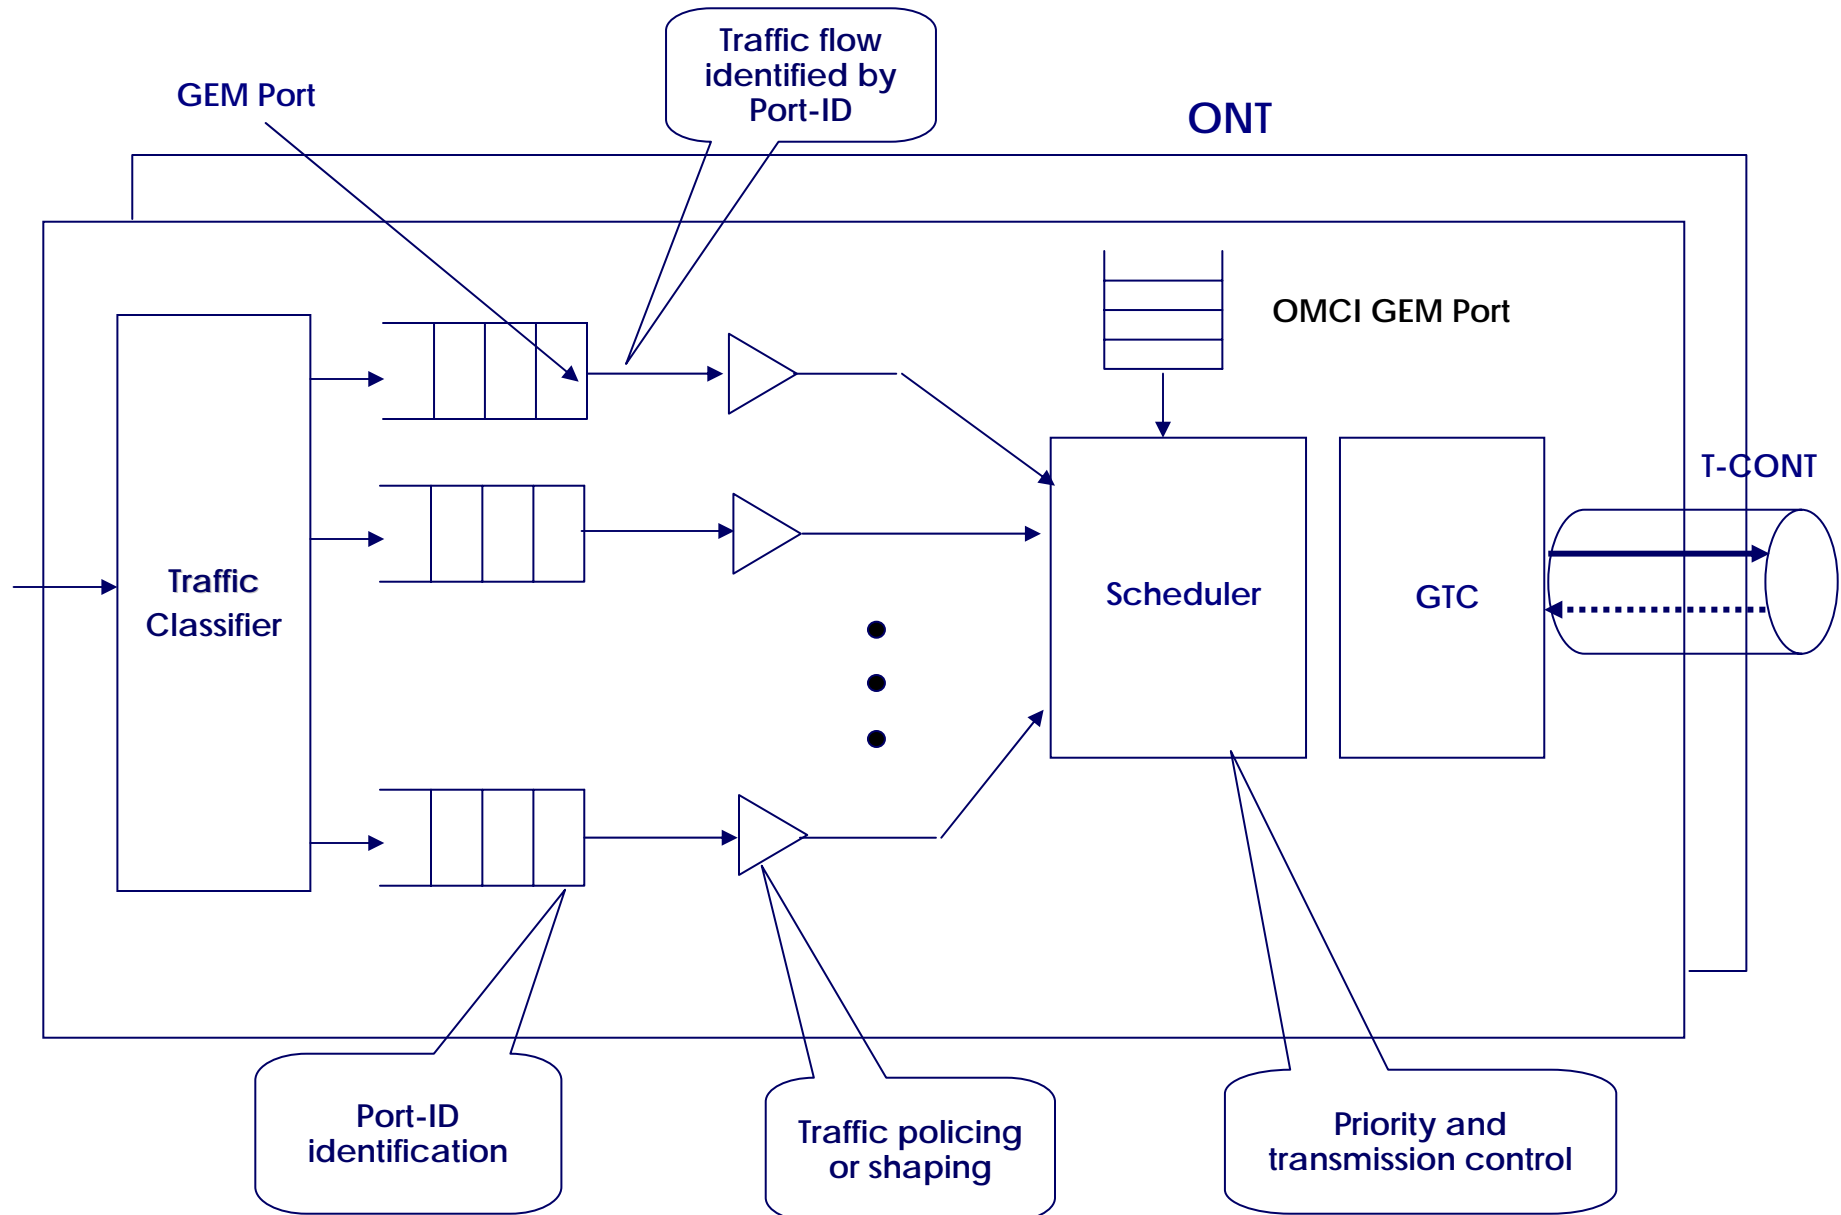 Traffic flow
identified by
Port-ID
GEM Port
ONT
OMCI GEM Port
T-CONT
Traffic
Classifier
Scheduler
GTC
Port-ID
identification
Traffic policing
or shaping
Priority and
transmission control